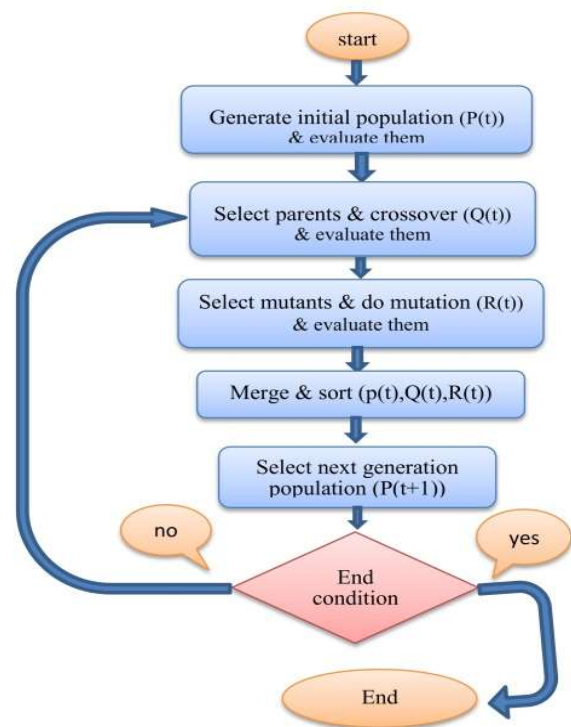 start
Generate initial population (P(t))
& evaluate them
Select parents & crossover (Q(t))
& evaluate them
Select mutants & do mutation (R(t))
& evaluate them
Merge & sort (p(t),Q(t),R(t))
Select next generation
population (P(t+1))
no
yes
End
condition
End